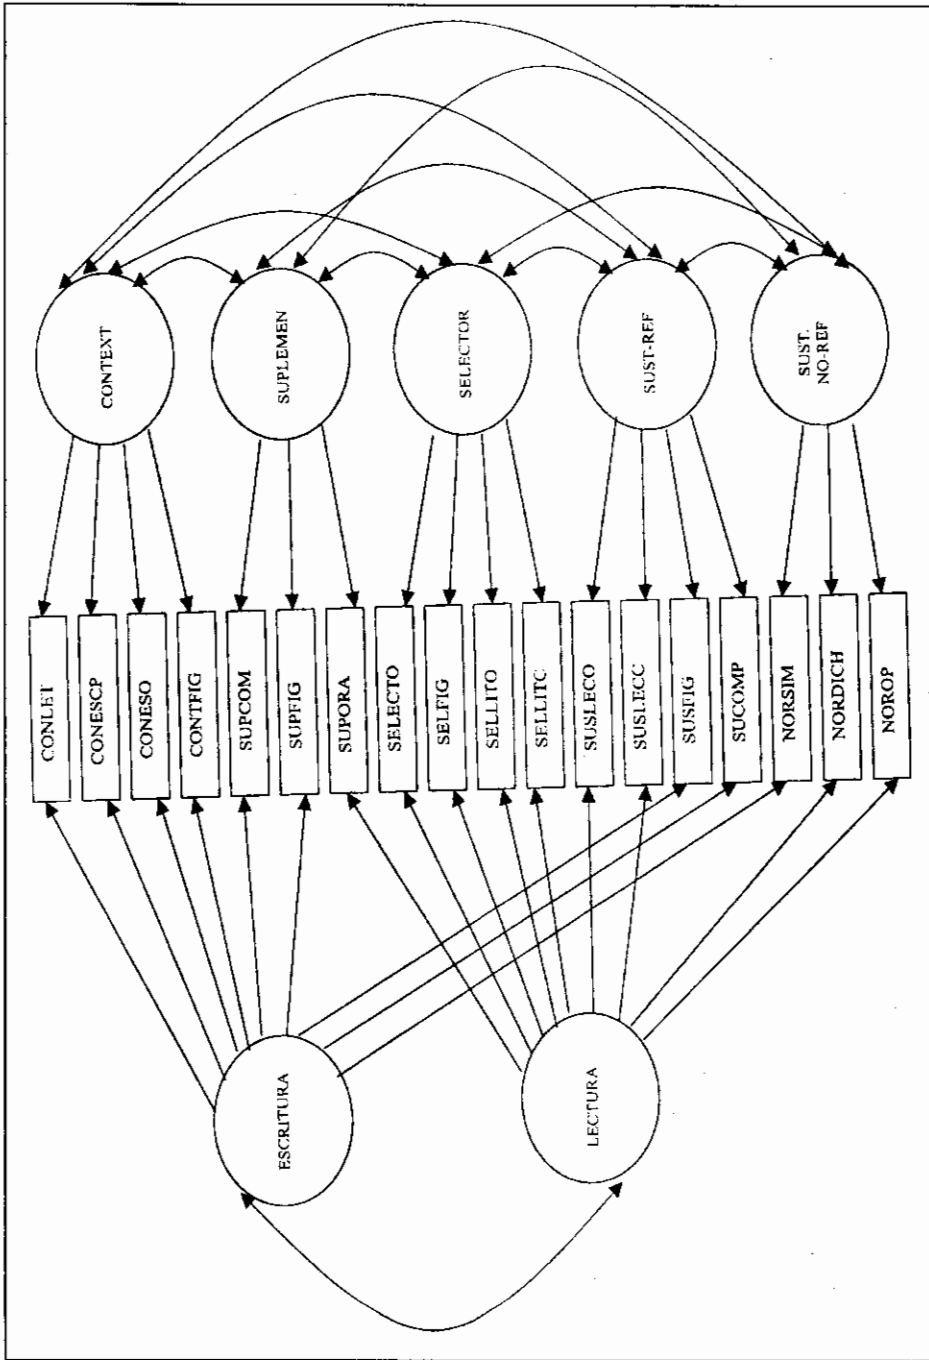 CONTEXT
SUPLEMEN
SELECTOR
SUST-REF
SUST.
NO-REF
CONLET
CONESCP
CONESO
CONTFIG
SUPCOM
SUPFIG
SUPORA
SELECTO
SELFIG
SELLITO
SELLITC
SUSLECO
SUSLECC
SUSFIG
SUCOMP
NORSIM
NORDICH
NOROP
ESCRITURA
LECTURA